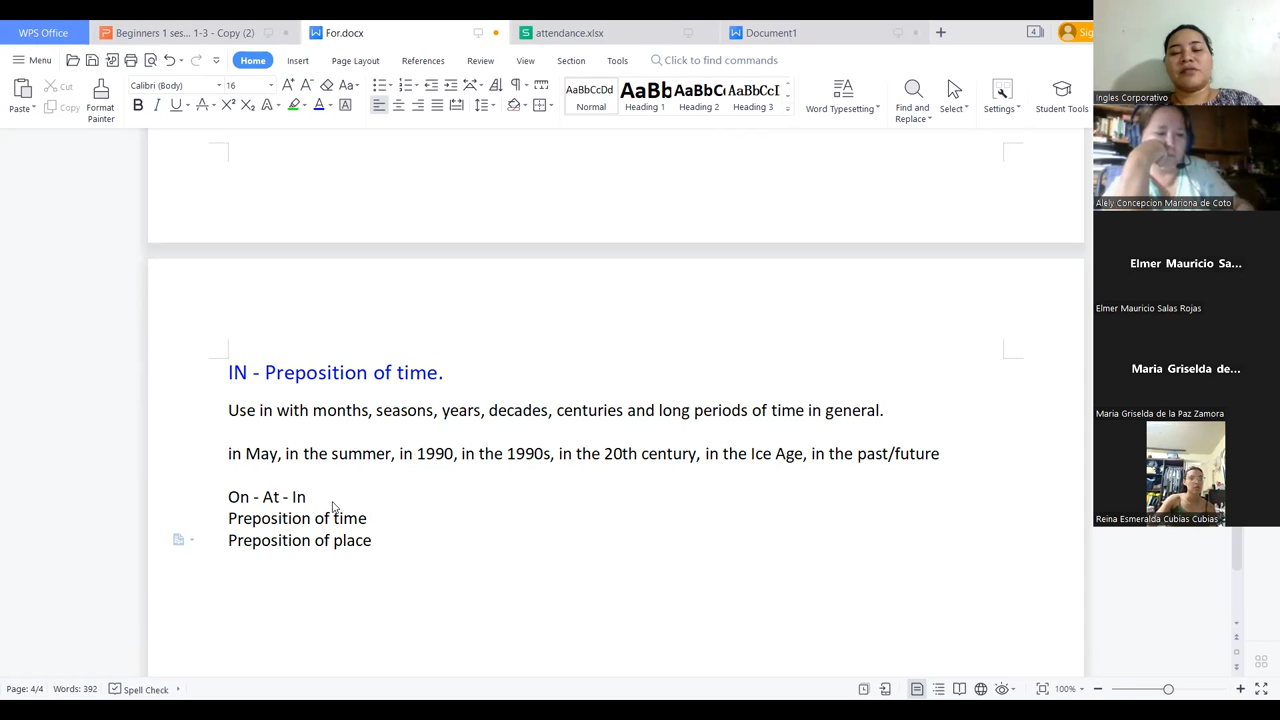 WPS Office
Beginners 1 ses... 1-3 - Copy (2)
For.docx
attendance.xlsx
Document1
4
Menu
Home
Insert
Page Layout
References
Review
View
Section
Tools
Click to find commands
Paste
Cut
Copy
Format Painter
Calibri (Body)
16
AaBbCcDd
Normal
Heading 1
Heading 2
Heading 3
Word Typesetting
Find and Replace
Select
Settings
Student Tools
IN - Preposition of time.
Use in with months, seasons, years, decades, centuries and long periods of time in general.
in May, in the summer, in 1990, in the 1990s, in the 20th century, in the Ice Age, in the past/future
On - At - In
Preposition of time
Preposition of place
Page: 4/4
Words: 392
Spell Check
100%
Ingles Corporativo
Alely Concepcion Mariona de Coto
Elmer Mauricio Sa...
Elmer Mauricio Salas Rojas
Maria Griselda de...
Maria Griselda de la Paz Zamora
Reina Esmeralda Cubias Cubias